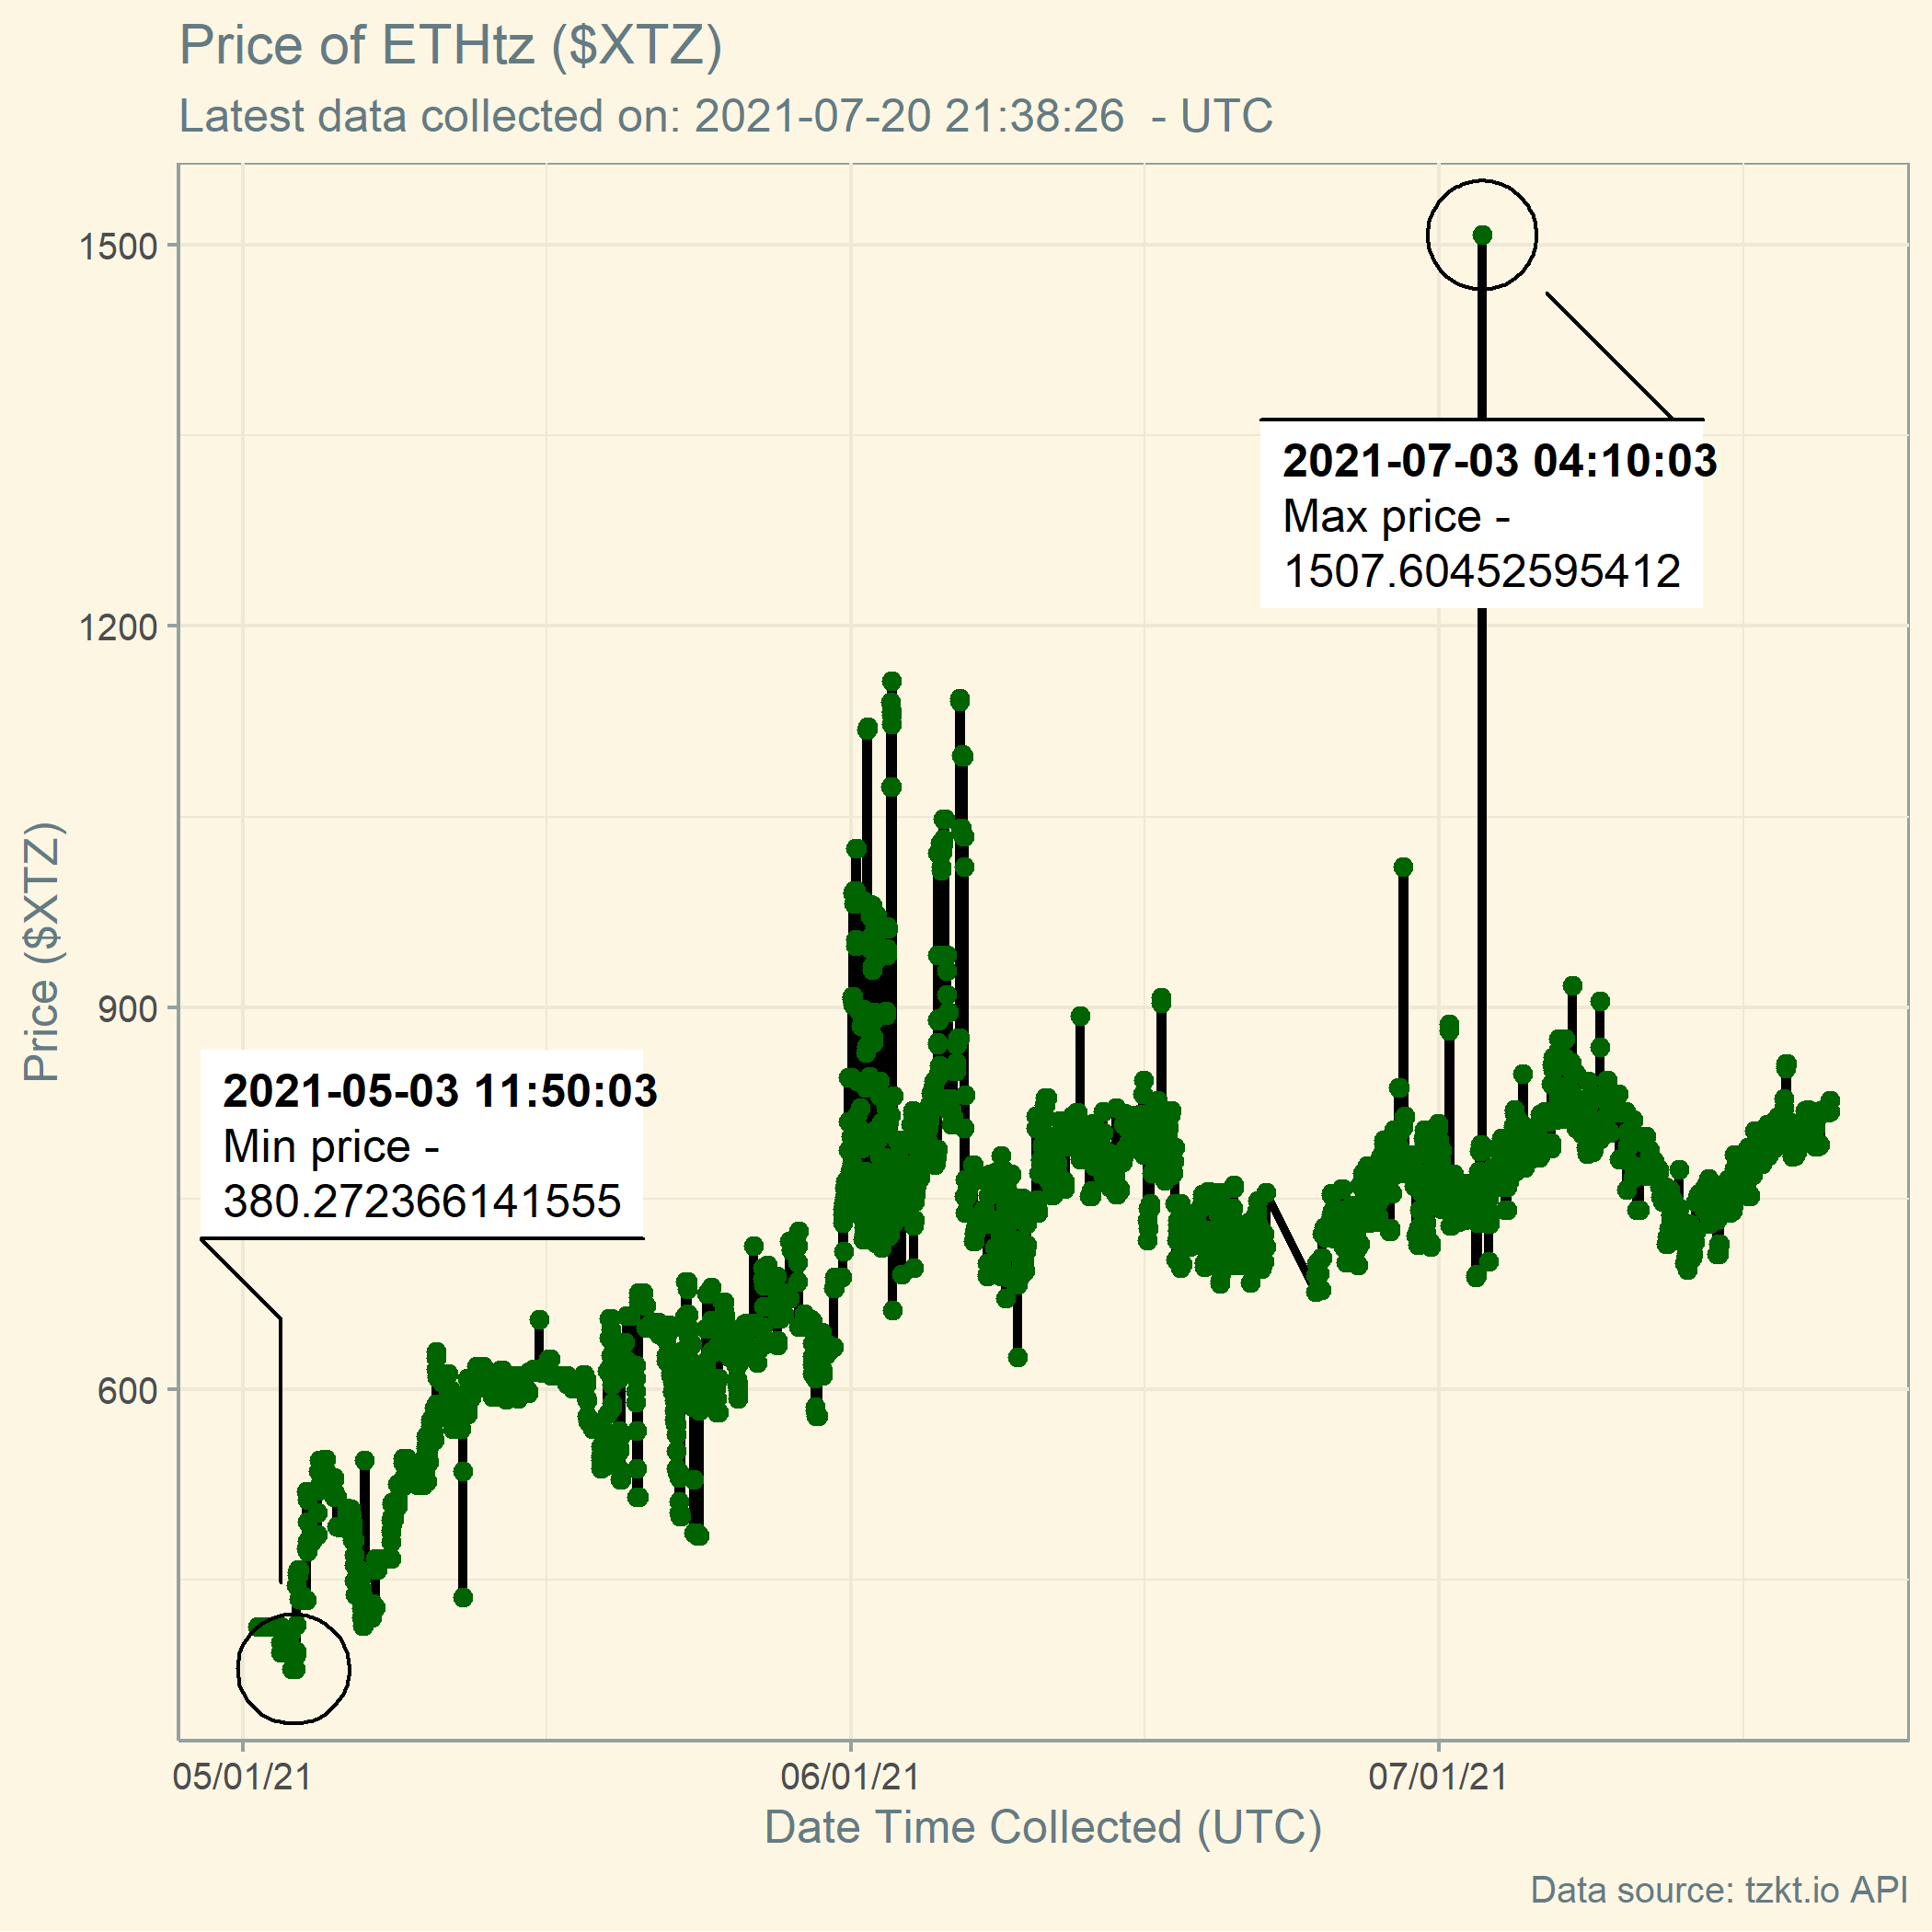 Price of ETHtz ($XTZ)
Latest data collected on: 2021-07-20 21:38:26  - UTC
1500
2021-07-03 04:10:03
Max price -
1507.60452595412
1200
Price ($XTZ)
900
2021-05-03 11:50:03
Min price -
380.272366141555
600
05/01/21
06/01/21
07/01/21
Date Time Collected (UTC)
Data source: tzkt.io API